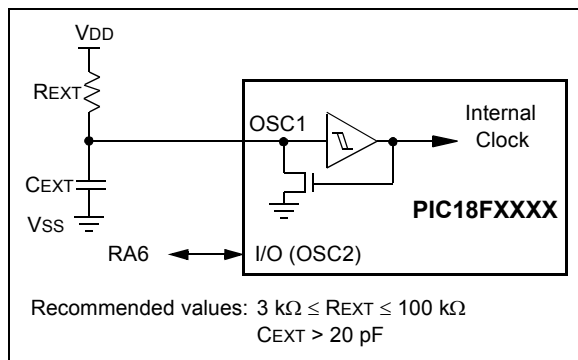 VDD
REXT
OSC1
Internal
Clock
CEXT
PIC18FXXXX
VSS
RA6
I/O (OSC2)
Recommended values: 3 kΩ ≤ REXT ≤ 100 kΩ
CEXT > 20 pF